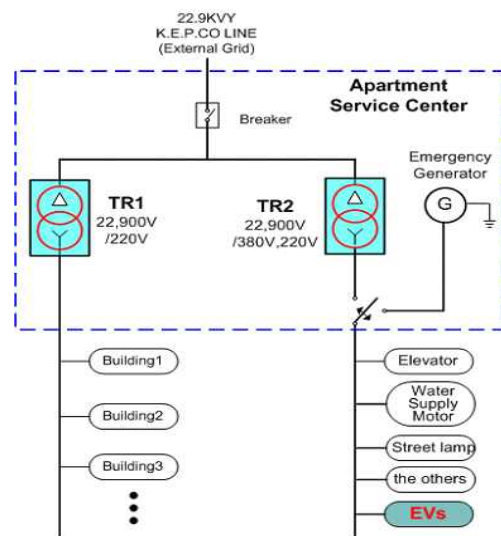 22.9KVY
K.E.P.CO LINE
(External Grid)
Apartment
Service Center
Breaker
Emergency
Generator
G
TR1
22,900V
/220V
TR2
22,900V
/380V,220V
Building1
Building2
Building3
Elevator
Water
Supply
Motor
Street lamp
the others
EVs